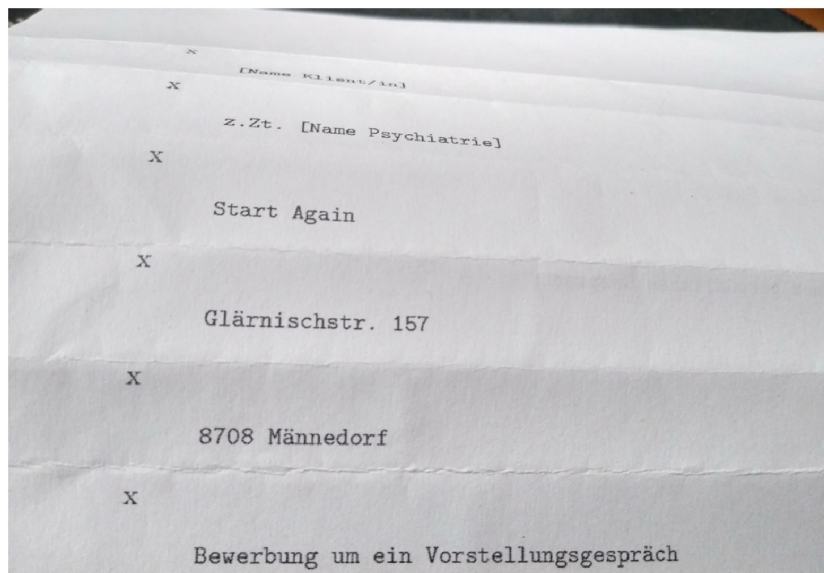 x
[Name Klient/in]
x
z.Zt. [Name Psychiatrie]
x
Start Again
x
Glärnischstr. 157
x
8708 Männedorf
x
Bewerbung um ein Vorstellungsgespräch